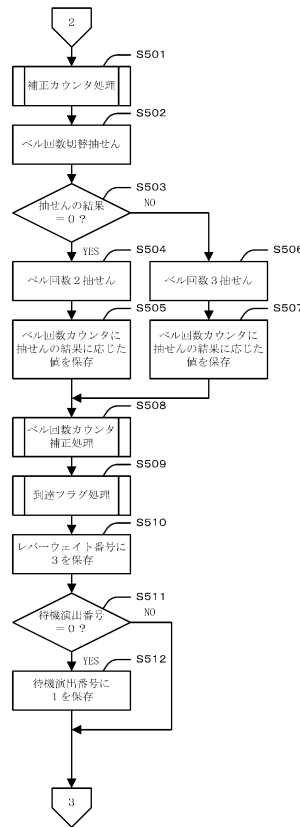 2
S501
補正カウンタ処理
S502
ベル回数切替抽せん
S503
抽せんの結果
=0？
NO
YES
S504
ベル回数２抽せん
S505
ベル回数カウンタに
抽せんの結果に応じた
値を保存
S506
ベル回数３抽せん
S507
ベル回数カウンタに
抽せんの結果に応じた
値を保存
S508
ベル回数カウンタ
補正処理
S509
到達フラグ処理
S510
レバーウェイト番号に
３を保存
S511
待機演出番号
=0？
NO
YES
S512
待機演出番号に
１を保存
3